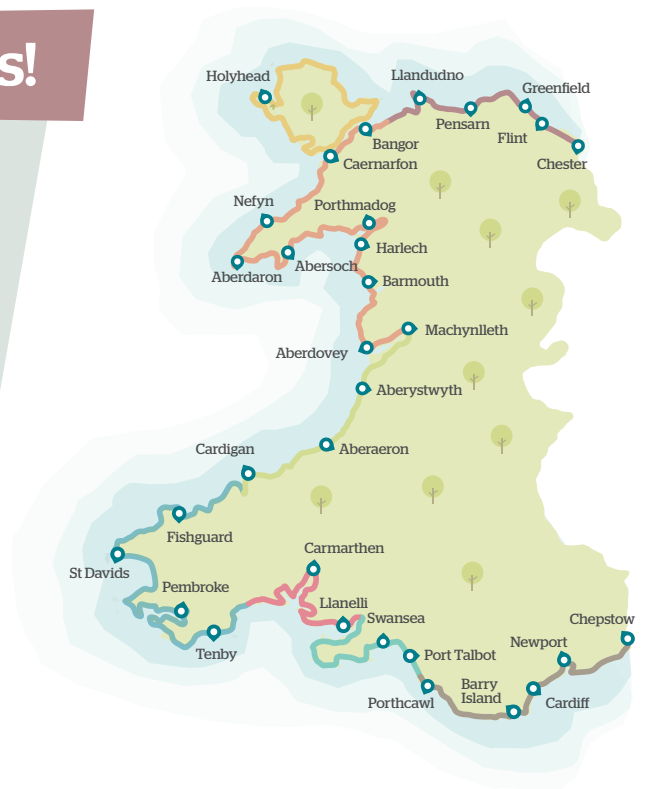 s!
Holyhead
Llandudno
Greenfield
Pensarn
Flint
Bangor
Chester
Caernarfon
Nefyn
Porthmadog
Harlech
Abersoch
Aberdaron
Barmouth
Machynlleth
Aberdovey
Aberystwyth
Cardigan
Aberaeron
Fishguard
Carmarthen
St Davids
Pembroke
Llanelli
Swansea
Chepstow
Newport
Tenby
Port Talbot
Barry
Island
Porthcawl
Cardiff